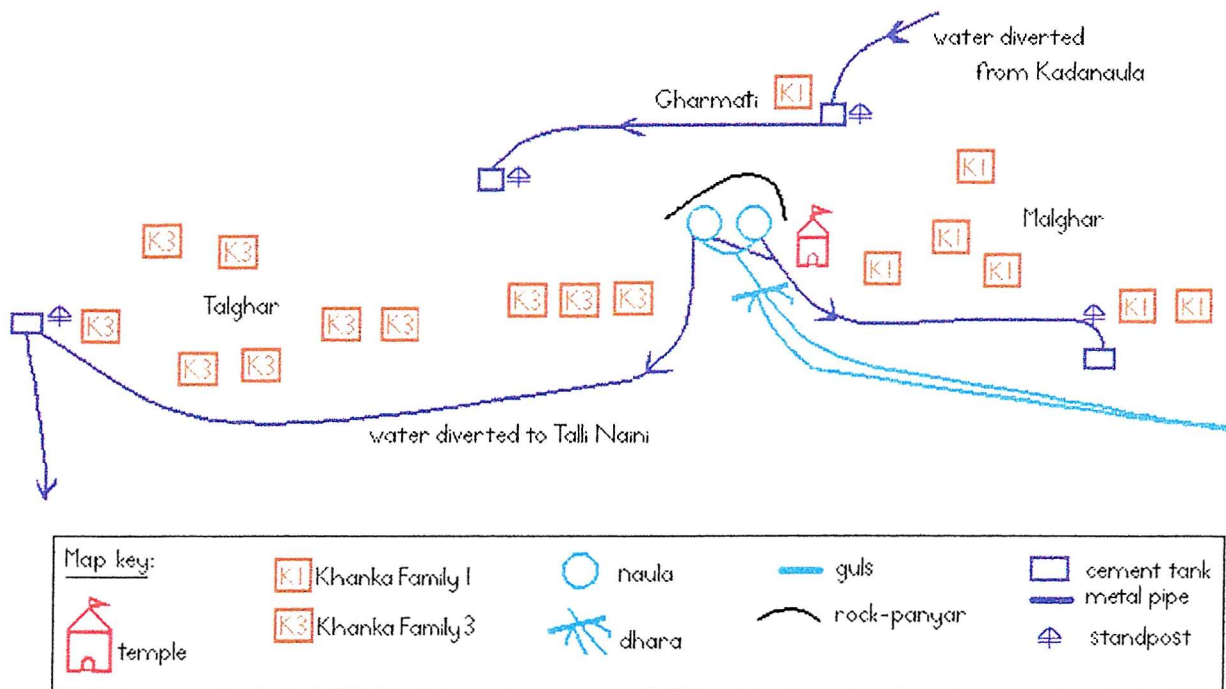 water diverted
from Kadanaula
Gharmati
K1
K1
Malghar
K1
K1
K1
K3
K3
Talghar
K3
K3
K3
K3
K3
K3
K3
K3
K1
K1
water diverted to Talli Naini
Map key:
temple
K1 Khanka Family 1
K3 Khanka Family 3
naula
dhara
guls
rock-panyar
cement tank
metal pipe
standpost